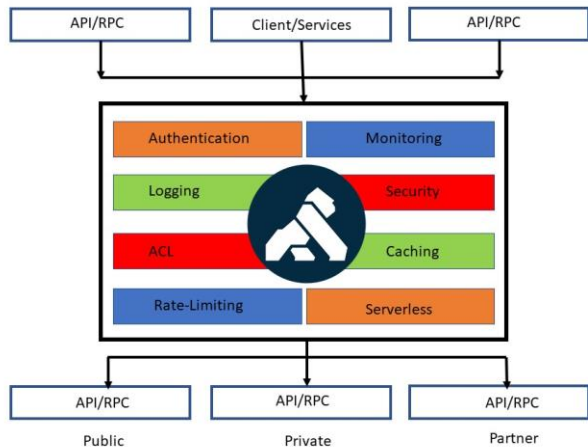 API/RPC
Client/Services
API/RPC
Authentication
Monitoring
Logging
Security
ACL
Caching
Rate-Limiting
Serverless
API/RPC
API/RPC
API/RPC
Public
Private
Partner